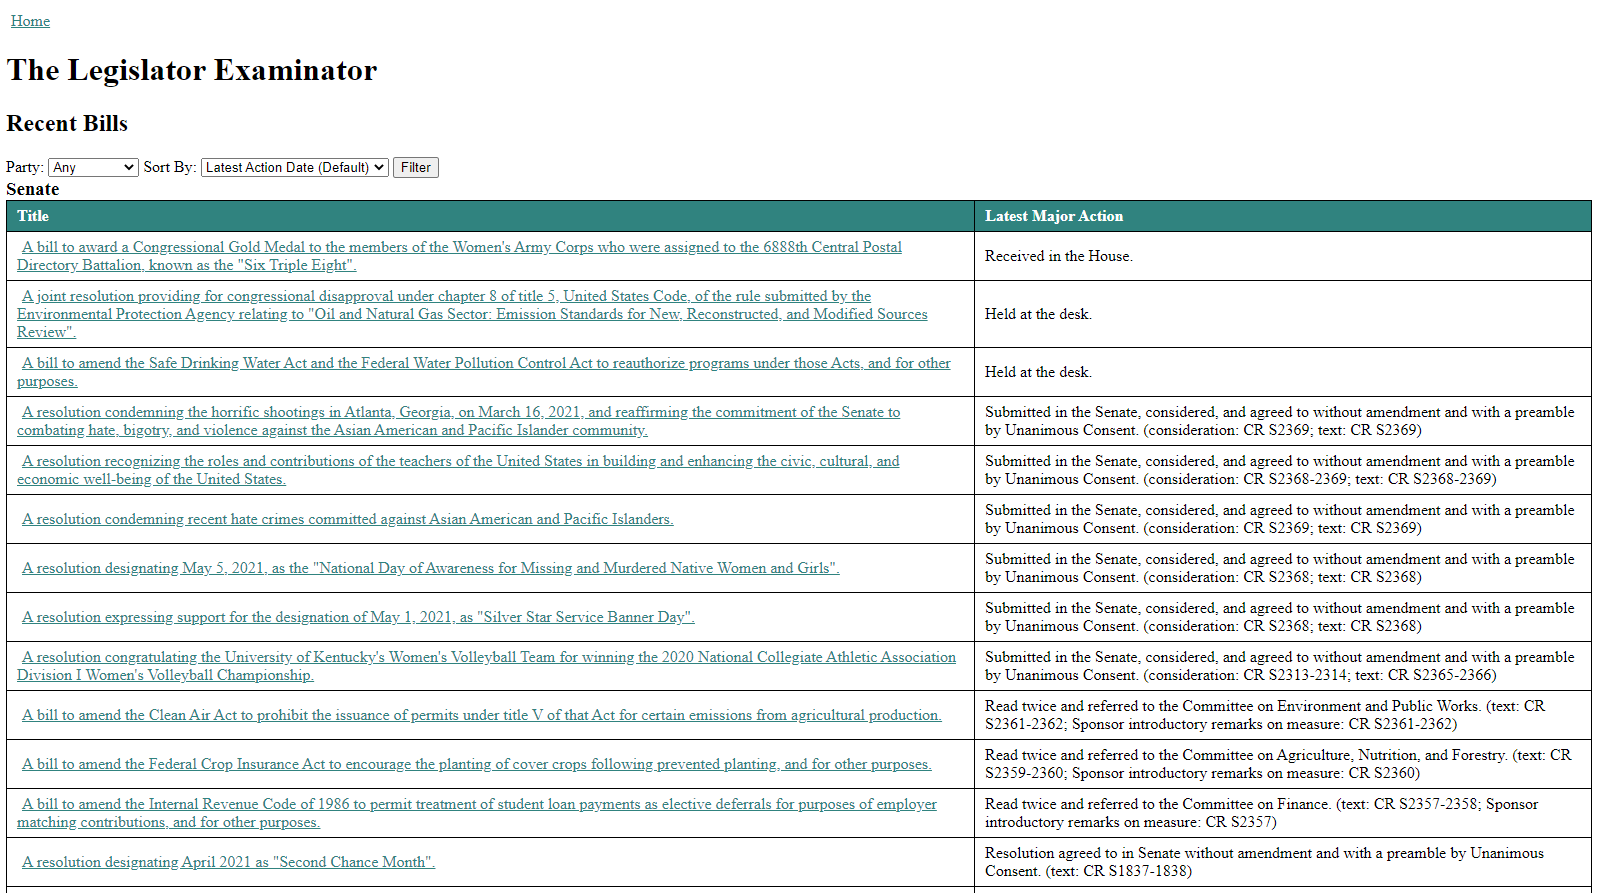 Home
The Legislator Examinator
Recent Bills
Party: Any Sort By: Latest Action Date (Default) Filter
Senate
Title Latest Major Action
A bill to award a Congressional Gold Medal to the members of the Women's Army Corps who were assigned to the 6888th Central Postal
Directory Battalion, known as the "Six Triple Eight".
Received in the House.
A joint resolution providing for congressional disapproval under chapter 8 of title 5, United States Code, of the rule submitted by the
Environmental Protection Agency relating to "Oil and Natural Gas Sector: Emission Standards for New, Reconstructed, and Modified Sources
Review".
Held at the desk.
A bill to amend the Safe Drinking Water Act and the Federal Water Pollution Control Act to reauthorize programs under those Acts, and for other
purposes.
Held at the desk.
A resolution condemning the horrific shootings in Atlanta, Georgia, on March 16, 2021, and reaffirming the commitment of the Senate to
combating hate, bigotry, and violence against the Asian American and Pacific Islander community.
Submitted in the Senate, considered, and agreed to without amendment and with a preamble
by Unanimous Consent. (consideration: CR S2369; text: CR S2369)
A resolution recognizing the roles and contributions of the teachers of the United States in building and enhancing the civic, cultural, and
economic well-being of the United States.
Submitted in the Senate, considered, and agreed to without amendment and with a preamble
by Unanimous Consent. (consideration: CR S2368-2369; text: CR S2368-2369)
A resolution condemning recent hate crimes committed against Asian American and Pacific Islanders.
Submitted in the Senate, considered, and agreed to without amendment and with a preamble
by Unanimous Consent. (consideration: CR S2369; text: CR S2369)
A resolution designating May 5, 2021, as the "National Day of Awareness for Missing and Murdered Native Women and Girls".
Submitted in the Senate, considered, and agreed to without amendment and with a preamble
by Unanimous Consent. (consideration: CR S2368; text: CR S2368)
A resolution expressing support for the designation of May 1, 2021, as "Silver Star Service Banner Day".
Submitted in the Senate, considered, and agreed to without amendment and with a preamble
by Unanimous Consent. (consideration: CR S2368; text: CR S2368)
A resolution congratulating the University of Kentucky's Women's Volleyball Team for winning the 2020 National Collegiate Athletic Association
Division I Women's Volleyball Championship.
Submitted in the Senate, considered, and agreed to without amendment and with a preamble
by Unanimous Consent. (consideration: CR S2313-2314; text: CR S2365-2366)
A bill to amend the Clean Air Act to prohibit the issuance of permits under title V of that Act for certain emissions from agricultural production.
Read twice and referred to the Committee on Environment and Public Works. (text: CR
S2361-2362; Sponsor introductory remarks on measure: CR S2361-2362)
A bill to amend the Federal Crop Insurance Act to encourage the planting of cover crops following prevented planting, and for other purposes.
Read twice and referred to the Committee on Agriculture, Nutrition, and Forestry. (text: CR
S2359-2360; Sponsor introductory remarks on measure: CR S2360)
A bill to amend the Internal Revenue Code of 1986 to permit treatment of student loan payments as elective deferrals for purposes of employer
matching contributions, and for other purposes.
Read twice and referred to the Committee on Finance. (text: CR S2357-2358; Sponsor
introductory remarks on measure: CR S2357)
A resolution designating April 2021 as "Second Chance Month".
Resolution agreed to in Senate without amendment and with a preamble by Unanimous
Consent. (text: CR S1837-1838)